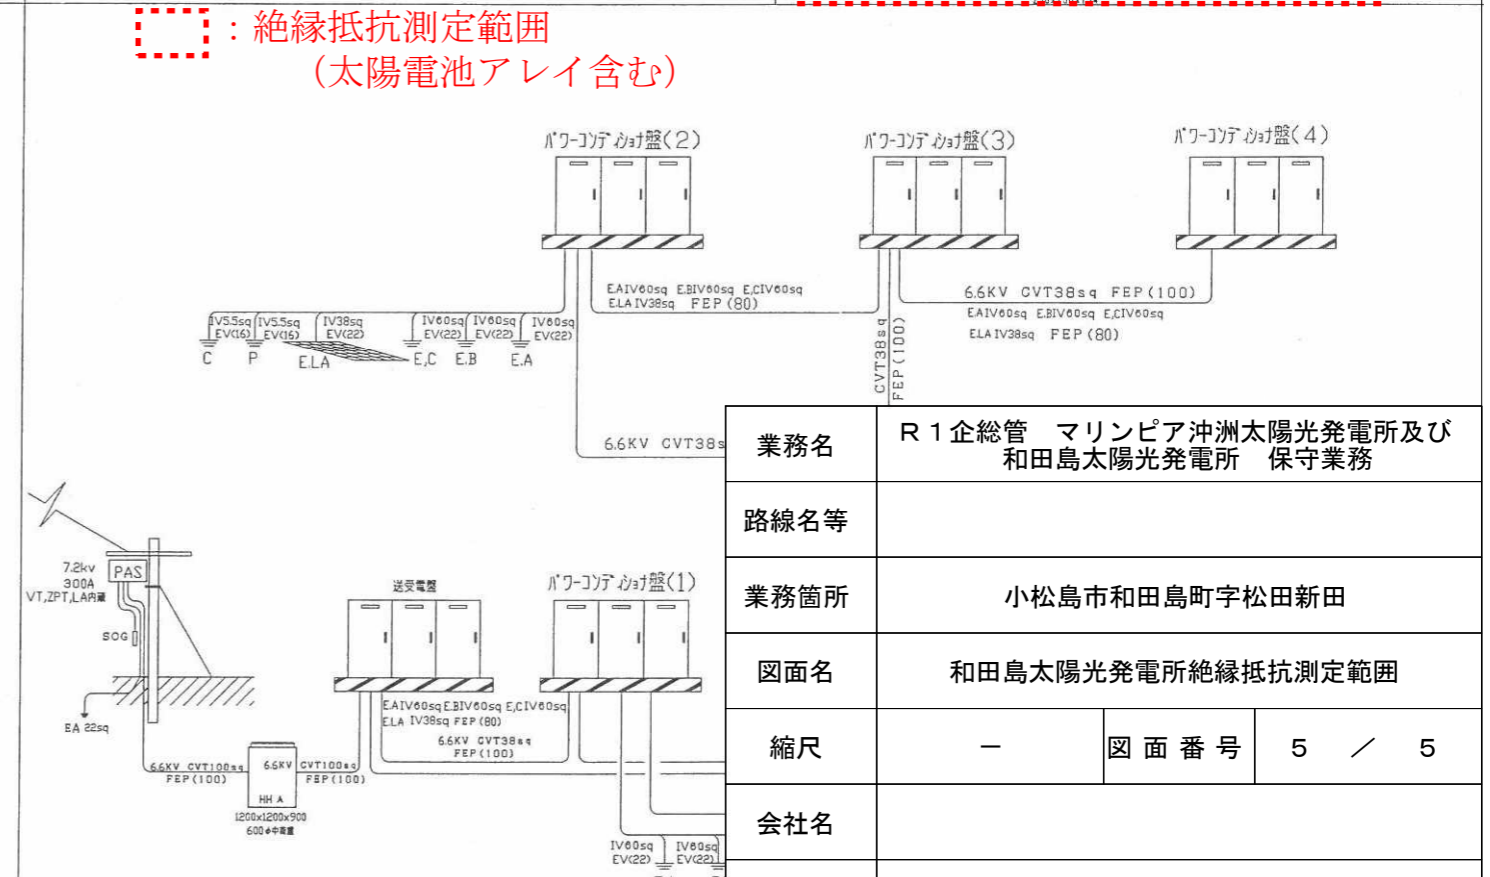 ：絶縁抵抗測定範囲
（太陽電池アレイ含む）
ﾊﾟﾜｰｺﾝﾃﾞｨｼｮﾅ盤(2)
ﾊﾟﾜｰｺﾝﾃﾞｨｼｮﾅ盤(3)
ﾊﾟﾜｰｺﾝﾃﾞｨｼｮﾅ盤(4)
E.AIV60sq E.BIV60sq E,CIV60sq
E.LA IV38sq FEP(80)
6.6KV CVT38sq FEP(100)
E.AIV60sq E.BIV60sq E,CIV60sq
E.LA IV38sq FEP(80)
IV5.5sq
EV(16)
IV5.5sq
EV(16)
IV38sq
EV(22)
IV60sq
EV(22)
IV60sq
EV(22)
IV60sq
EV(22)
C P E.LA E,C E.B E.A
CVT38sq
FEP(100)
6.6KV CVT38s
7.2kv
300A
VT,ZPT,LA内蔵
PAS
SOG
EA 22sq
送受電盤
ﾊﾟﾜｰｺﾝﾃﾞｨｼｮﾅ盤(1)
E.AIV60sq E.BIV60sq E,CIV60sq
E.LA IV38sq FEP(80)
6.6KV CVT38sq
FEP(100)
6.6KV CVT100sq
FEP(100)
6.6KV CVT100sq
FEP(100)
HH A
1200x1200x900
600φ中荷重
IV60sq
EV(22)
IV60sq
EV(22)
業務名 Ｒ１企総管　マリンピア沖洲太陽光発電所及び
和田島太陽光発電所　保守業務
路線名等
業務箇所 小松島市和田島町字松田新田
図面名 和田島太陽光発電所絶縁抵抗測定範囲
縮尺 － 図面番号 ５ ／ ５
会社名